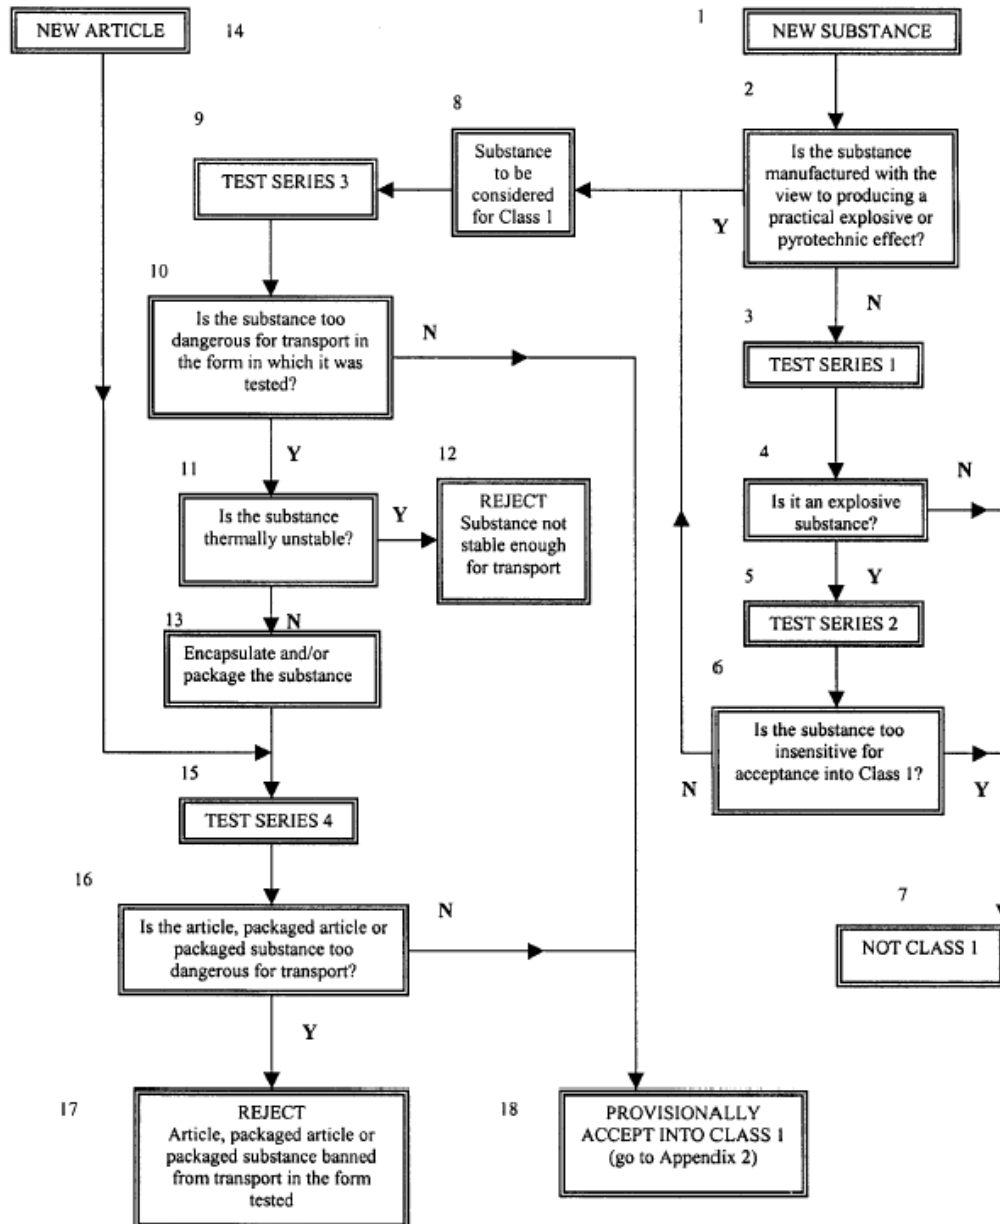 NEW ARTICLE
14
1
NEW SUBSTANCE
2
Is the substance
manufactured with the
view to producing a
practical explosive or
pyrotechnic effect?
Y
N
8
Substance
to be
considered
for Class 1
9
TEST SERIES 3
10
Is the substance too
dangerous for transport in
the form in which it was
tested?
N
Y
3
TEST SERIES 1
4
Is it an explosive
substance?
N
Y
11
Is the substance
thermally unstable?
Y
N
12
REJECT
Substance not
stable enough
for transport
5
TEST SERIES 2
6
Is the substance too
insensitive for
acceptance into Class 1?
N
Y
13
Encapsulate and/or
package the substance
15
TEST SERIES 4
16
Is the article, packaged article or
packaged substance too
dangerous for transport?
N
Y
7
NOT CLASS 1
17
REJECT
Article, packaged article or
packaged substance banned
from transport in the form
tested
18
PROVISIONALLY
ACCEPT INTO CLASS 1
(go to Appendix 2)